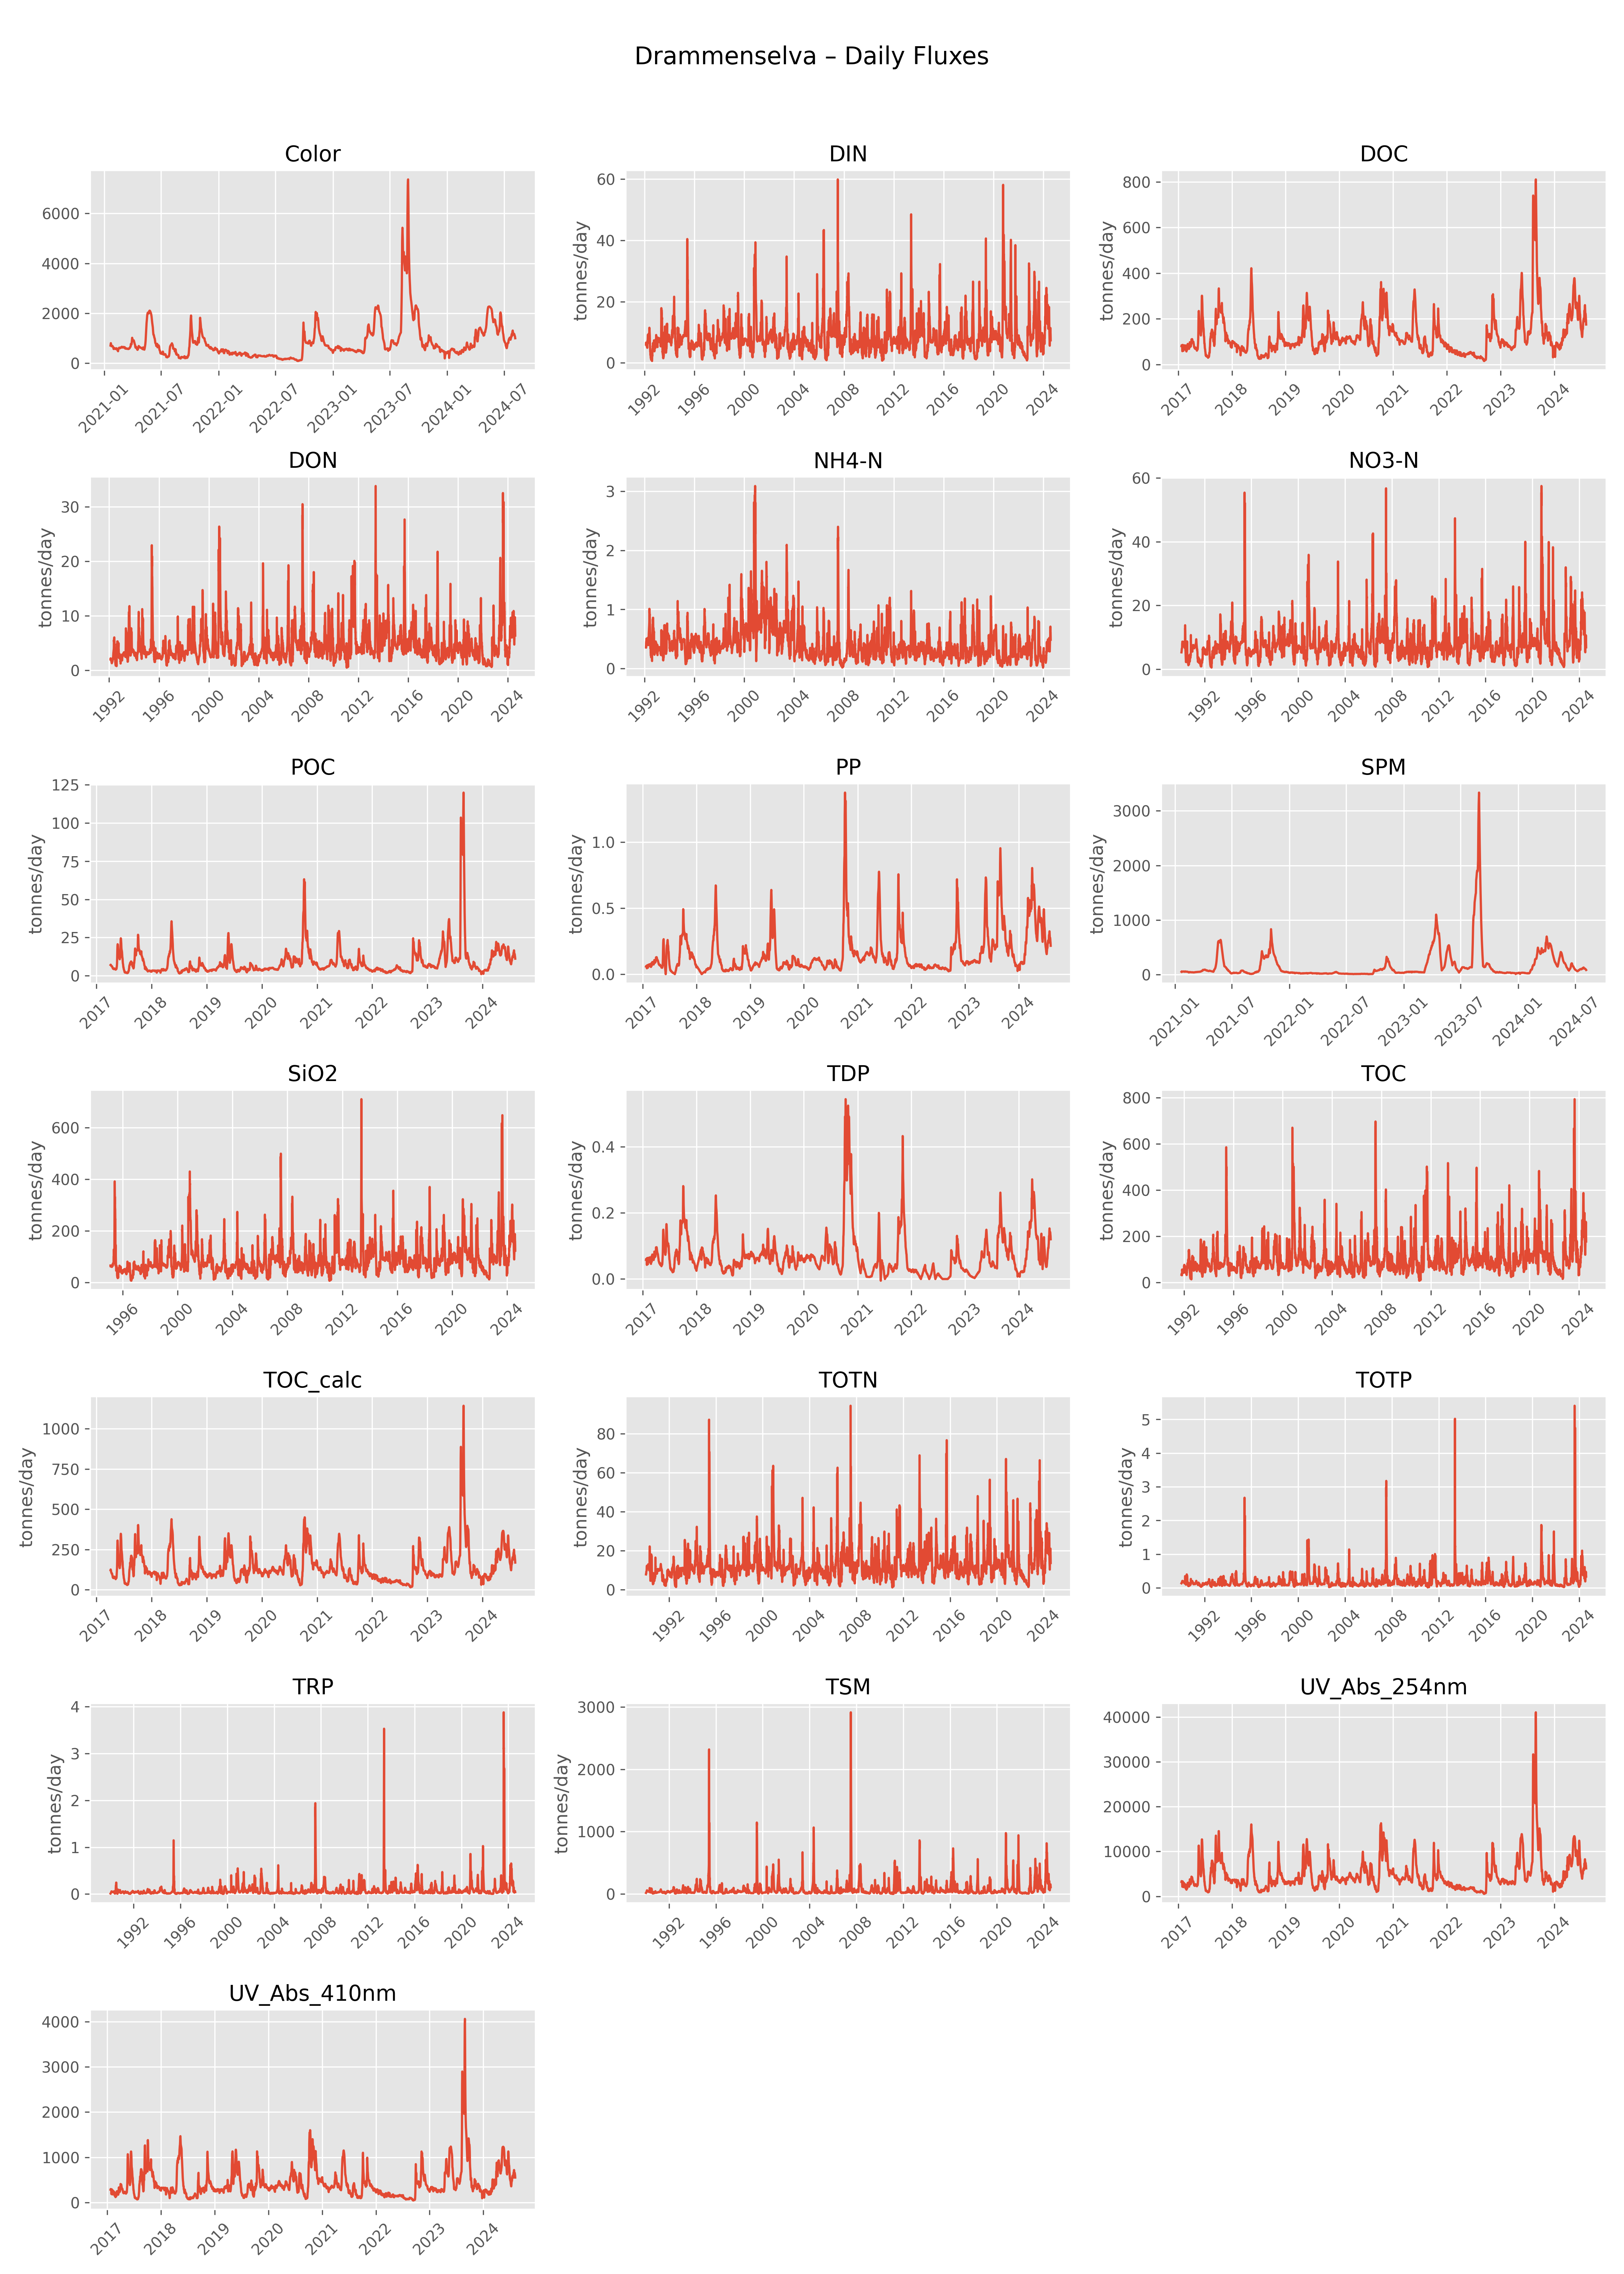 Drammenselva – Daily Fluxes
Color
6000
4000
2000
0
2021-01 2021-07 2022-01 2022-07 2023-01 2023-07 2024-01 2024-07
DIN
tonnes/day
60
40
20
0
1992 1996 2000 2004 2008 2012 2016 2020 2024
DOC
tonnes/day
800
600
400
200
0
2017 2018 2019 2020 2021 2022 2023 2024
DON
tonnes/day
30
20
10
0
1992 1996 2000 2004 2008 2012 2016 2020 2024
NH4-N
tonnes/day
3
2
1
0
1992 1996 2000 2004 2008 2012 2016 2020 2024
NO3-N
tonnes/day
60
40
20
0
1992 1996 2000 2004 2008 2012 2016 2020 2024
POC
tonnes/day
125
100
75
50
25
0
2017 2018 2019 2020 2021 2022 2023 2024
PP
tonnes/day
1.0
0.5
0.0
2017 2018 2019 2020 2021 2022 2023 2024
SPM
tonnes/day
3000
2000
1000
0
2021-01 2021-07 2022-01 2022-07 2023-01 2023-07 2024-01 2024-07
SiO2
tonnes/day
600
400
200
0
1996 2000 2004 2008 2012 2016 2020 2024
TDP
tonnes/day
0.4
0.2
0.0
2017 2018 2019 2020 2021 2022 2023 2024
TOC
tonnes/day
800
600
400
200
0
1992 1996 2000 2004 2008 2012 2016 2020 2024
TOC_calc
tonnes/day
1000
750
500
250
0
2017 2018 2019 2020 2021 2022 2023 2024
TOTN
tonnes/day
80
60
40
20
0
1992 1996 2000 2004 2008 2012 2016 2020 2024
TOTP
tonnes/day
5
4
3
2
1
0
1992 1996 2000 2004 2008 2012 2016 2020 2024
TRP
tonnes/day
4
3
2
1
0
1992 1996 2000 2004 2008 2012 2016 2020 2024
TSM
tonnes/day
3000
2000
1000
0
1992 1996 2000 2004 2008 2012 2016 2020 2024
UV_Abs_254nm
40000
30000
20000
10000
0
2017 2018 2019 2020 2021 2022 2023 2024
UV_Abs_410nm
4000
3000
2000
1000
0
2017 2018 2019 2020 2021 2022 2023 2024